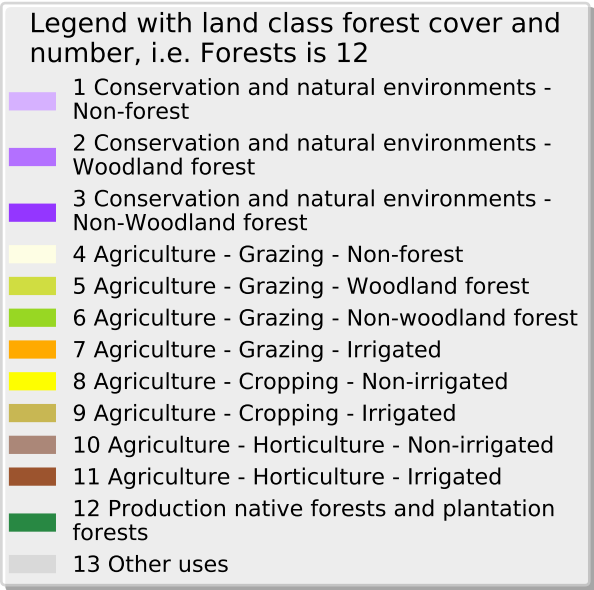 Legend with land class forest cover and
number, i.e. Forests is 12
1 Conservation and natural environments -
Non-forest
2 Conservation and natural environments -
Woodland forest
3 Conservation and natural environments -
Non-Woodland forest
4 Agriculture - Grazing - Non-forest
5 Agriculture - Grazing - Woodland forest
6 Agriculture - Grazing - Non-woodland forest
7 Agriculture - Grazing - Irrigated
8 Agriculture - Cropping - Non-irrigated
9 Agriculture - Cropping - Irrigated
10 Agriculture - Horticulture - Non-irrigated
11 Agriculture - Horticulture - Irrigated
12 Production native forests and plantation
forests
13 Other uses